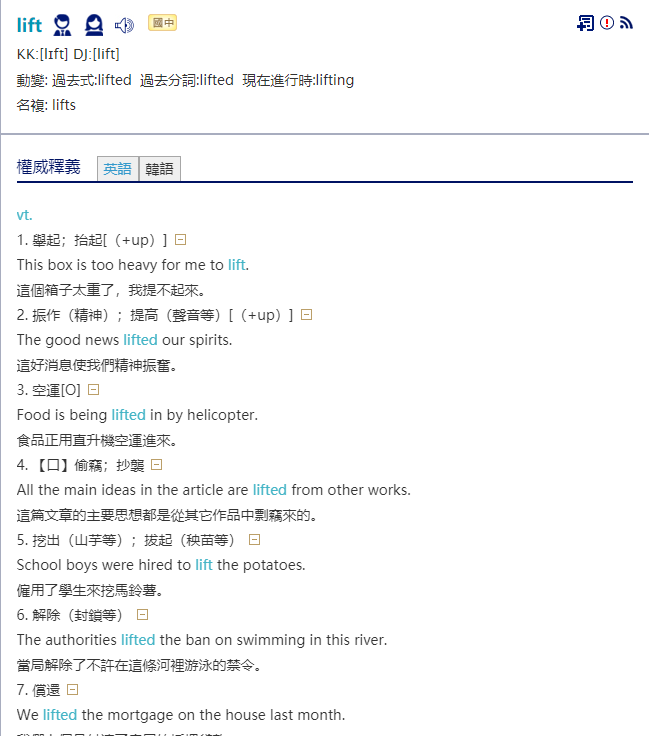 lift 國中
KK:[lɪft] DJ:[lift]
動變: 過去式:lifted 過去分詞:lifted 現在進行時:lifting
名複: lifts
權威釋義 英語 韓語
vt.
1. 舉起；抬起[（+up）]
This box is too heavy for me to lift.
這個箱子太重了，我提不起來。
2. 振作（精神）；提高（聲音等）[（+up）]
The good news lifted our spirits.
這好消息使我們精神振奮。
3. 空運[O]
Food is being lifted in by helicopter.
食品正用直升機空運進來。
4. 【口】偷竊；抄襲
All the main ideas in the article are lifted from other works.
這篇文章的主要思想都是從其它作品中剽竊來的。
5. 挖出（山芋等）；拔起（秧苗等）
School boys were hired to lift the potatoes.
僱用了學生來挖馬鈴薯。
6. 解除（封鎖等）
The authorities lifted the ban on swimming in this river.
當局解除了不許在這條河裡游泳的禁令。
7. 償還
We lifted the mortgage on the house last month.